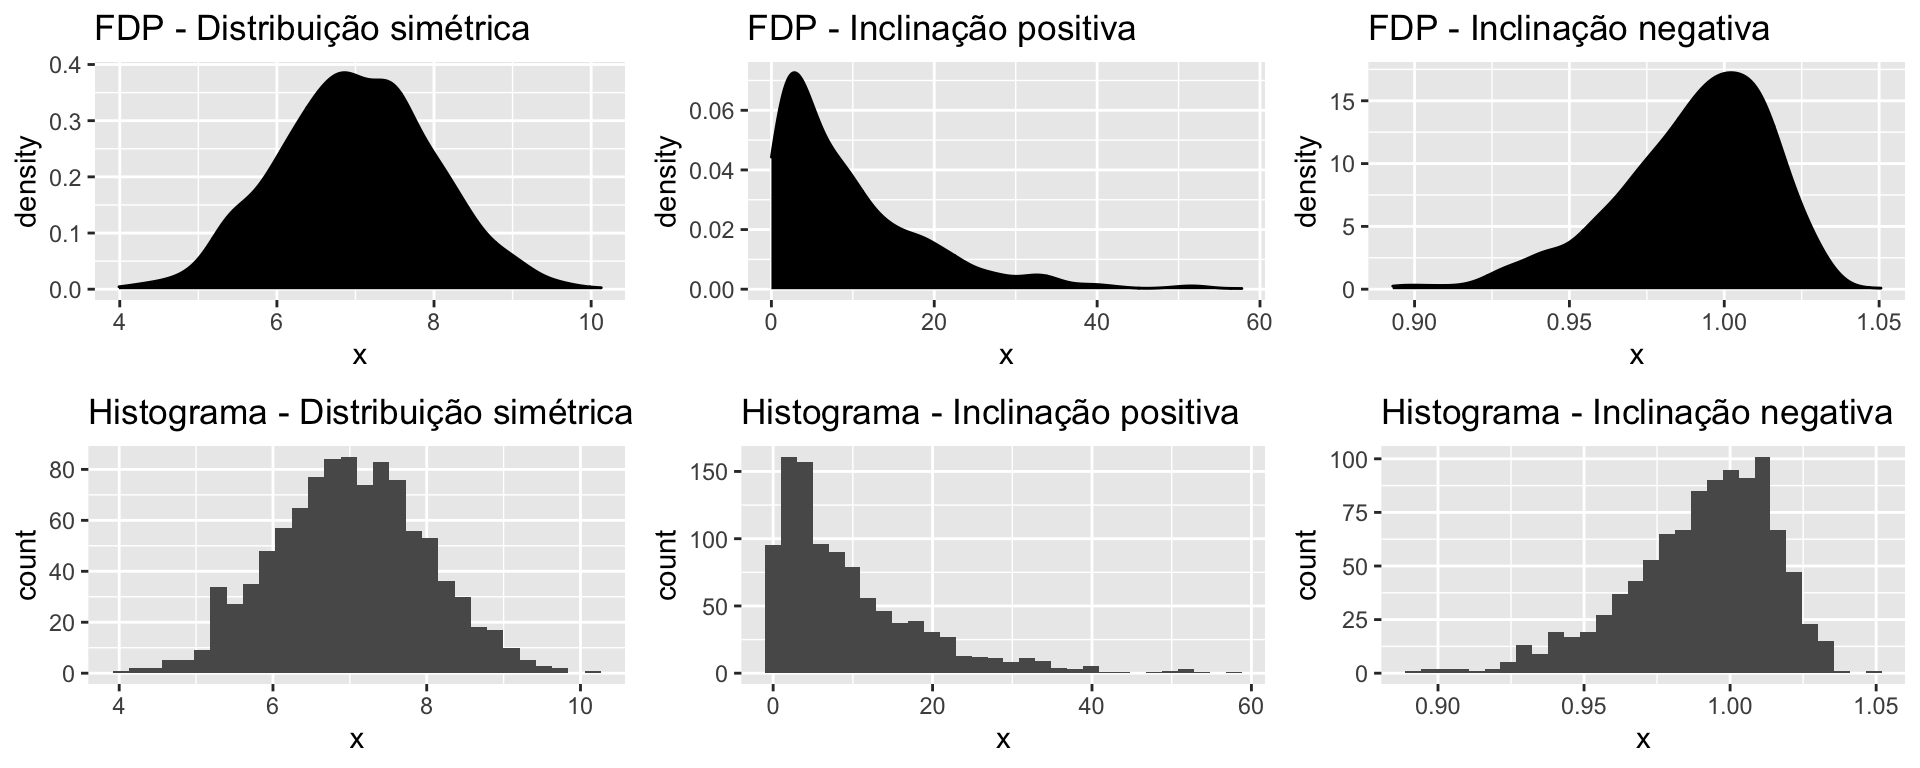 FDP - Distribuição simétrica
0.4
0.3
0.2
0.1
0.0
density
4 6 8 10
x
FDP - Inclinação positiva
0.06
0.04
0.02
0.00
density
0 20 40 60
x
FDP - Inclinação negativa
15
10
5
0
density
0.90 0.95 1.00 1.05
x
Histograma - Distribuição simétrica
80
60
40
20
0
count
4 6 8 10
x
Histograma - Inclinação positiva
150
100
50
0
count
0 20 40 60
x
Histograma - Inclinação negativa
100
75
50
25
0
count
0.90 0.95 1.00 1.05
x